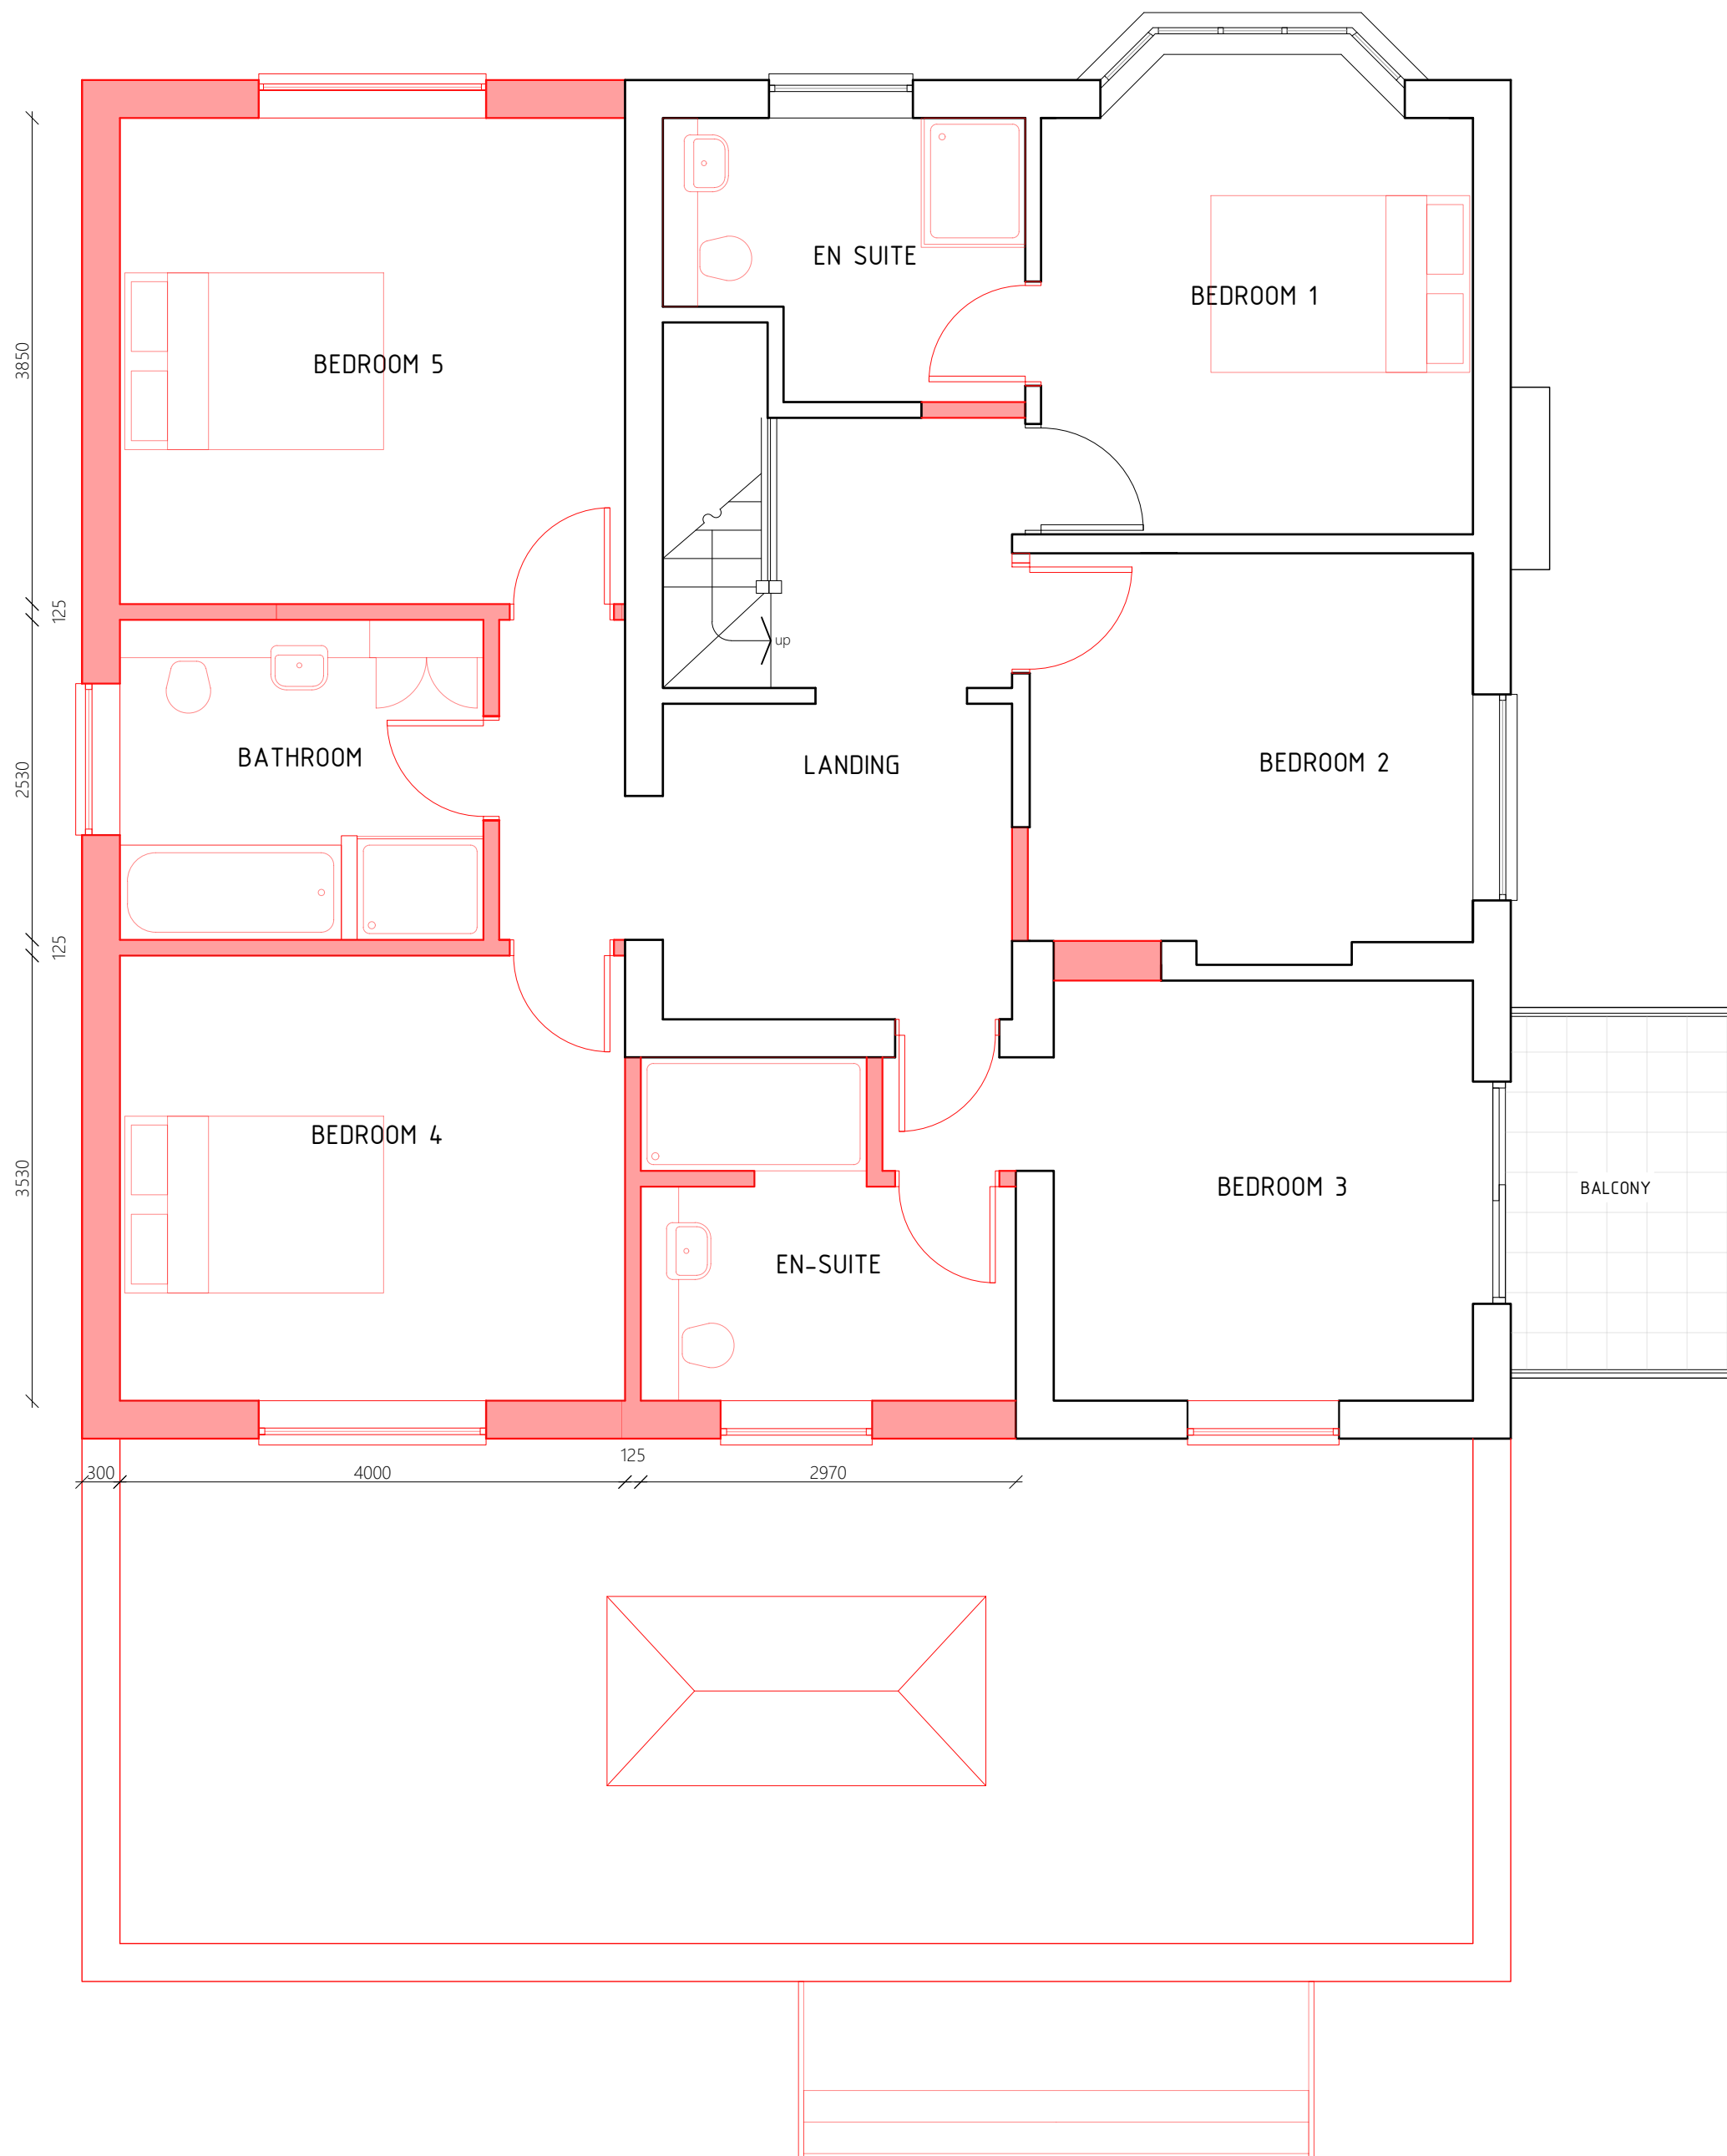 EN SUITE
BEDROOM 1
3850
BEDROOM 5
125
up
BATHROOM
LANDING
BEDROOM 2
2530
125
BEDROOM 4
3530
BEDROOM 3
BALCONY
EN-SUITE
125
300
4000
2970